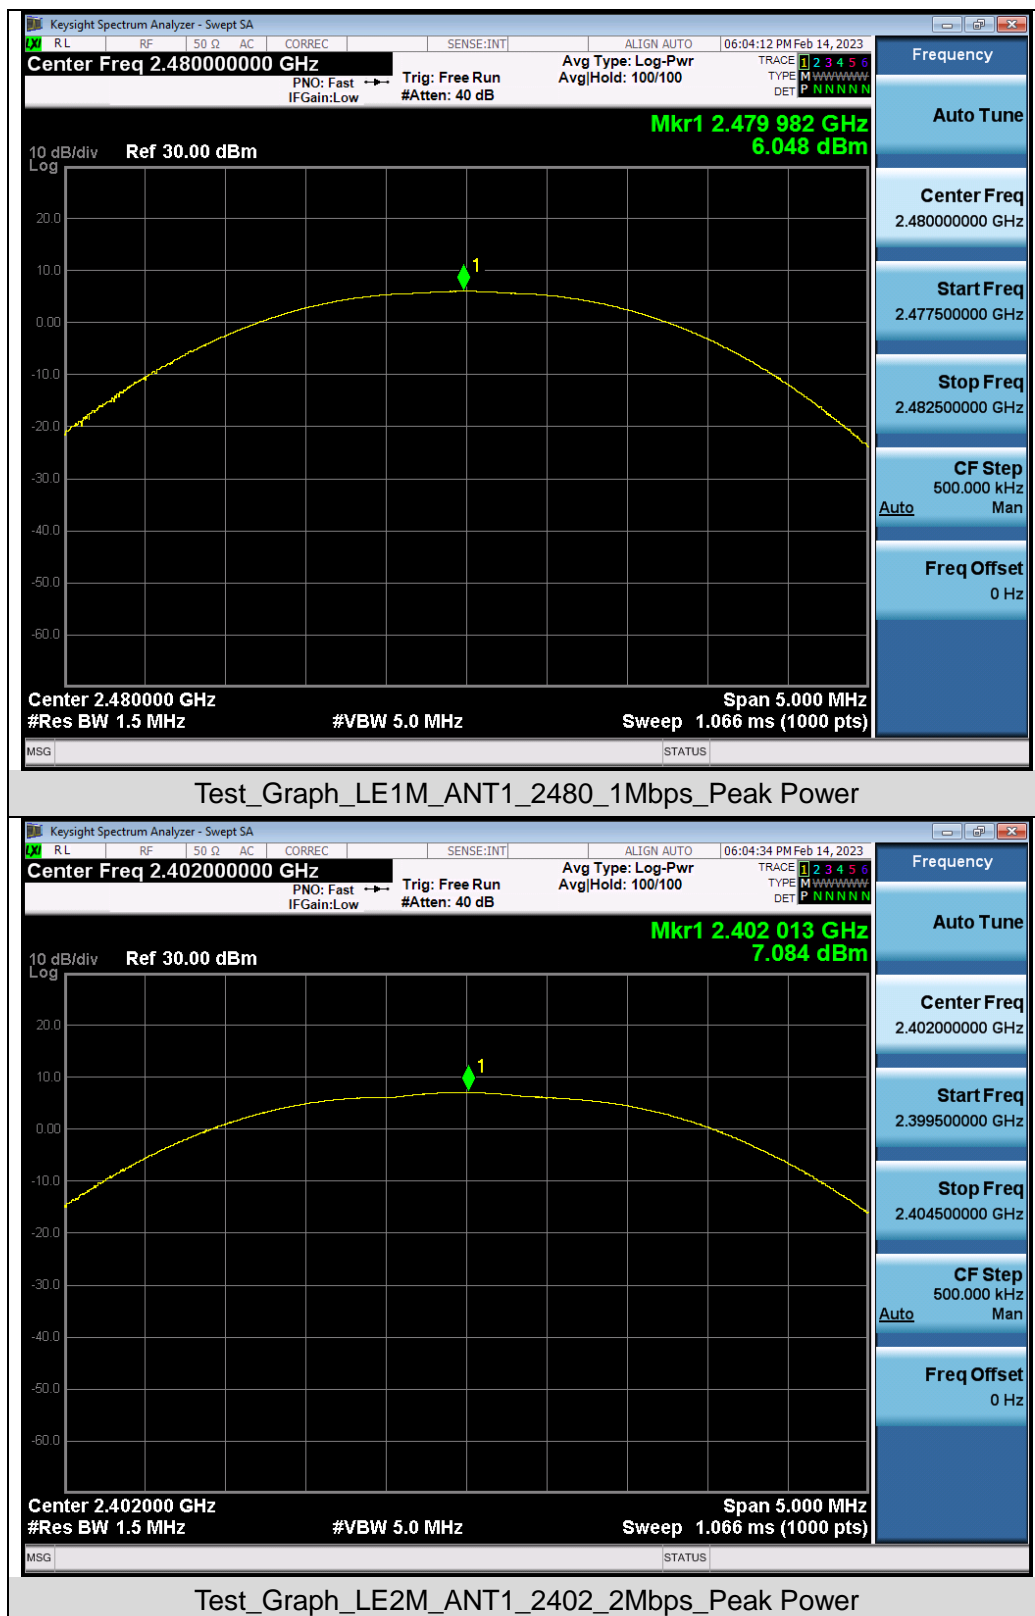 Keysight Spectrum Analyzer - Swept SA
LXI RL RF 50 Ω AC CORREC SENSE:INT ALIGN AUTO 06:04:12 PM Feb 14, 2023
Center Freq 2.480000000 GHz
PNO: Fast
IFGain:Low
Trig: Free Run
#Atten: 40 dB
Avg Type: Log-Pwr
Avg|Hold: 100/100
TRACE 1 2 3 4 5 6
TYPE M WWWWW
DET P N N N N N
Mkr1 2.479 982 GHz
6.048 dBm
10 dB/div Ref 30.00 dBm
Log
20.0
10.0
1
0.00
-10.0
-20.0
-30.0
-40.0
-50.0
-60.0
Center 2.480000 GHz Span 5.000 MHz
#Res BW 1.5 MHz #VBW 5.0 MHz Sweep 1.066 ms (1000 pts)
MSG STATUS
Frequency
Auto Tune
Center Freq
2.480000000 GHz
Start Freq
2.477500000 GHz
Stop Freq
2.482500000 GHz
CF Step
500.000 kHz
Auto Man
Freq Offset
0 Hz
Test_Graph_LE1M_ANT1_2480_1Mbps_Peak Power
Keysight Spectrum Analyzer - Swept SA
LXI RL RF 50 Ω AC CORREC SENSE:INT ALIGN AUTO 06:04:34 PM Feb 14, 2023
Center Freq 2.402000000 GHz
PNO: Fast
IFGain:Low
Trig: Free Run
#Atten: 40 dB
Avg Type: Log-Pwr
Avg|Hold: 100/100
TRACE 1 2 3 4 5 6
TYPE M WWWWW
DET P N N N N N
Mkr1 2.402 013 GHz
7.084 dBm
10 dB/div Ref 30.00 dBm
Log
20.0
10.0
1
0.00
-10.0
-20.0
-30.0
-40.0
-50.0
-60.0
Center 2.402000 GHz Span 5.000 MHz
#Res BW 1.5 MHz #VBW 5.0 MHz Sweep 1.066 ms (1000 pts)
MSG STATUS
Frequency
Auto Tune
Center Freq
2.402000000 GHz
Start Freq
2.399500000 GHz
Stop Freq
2.404500000 GHz
CF Step
500.000 kHz
Auto Man
Freq Offset
0 Hz
Test_Graph_LE2M_ANT1_2402_2Mbps_Peak Power